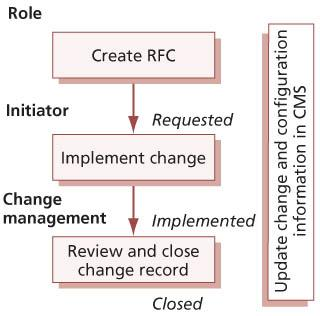 Role
Create RFC
Initiator
Requested
Implement change
Change
management
Implemented
Review and close
change record
Closed
Update change and configuration
information in CMS